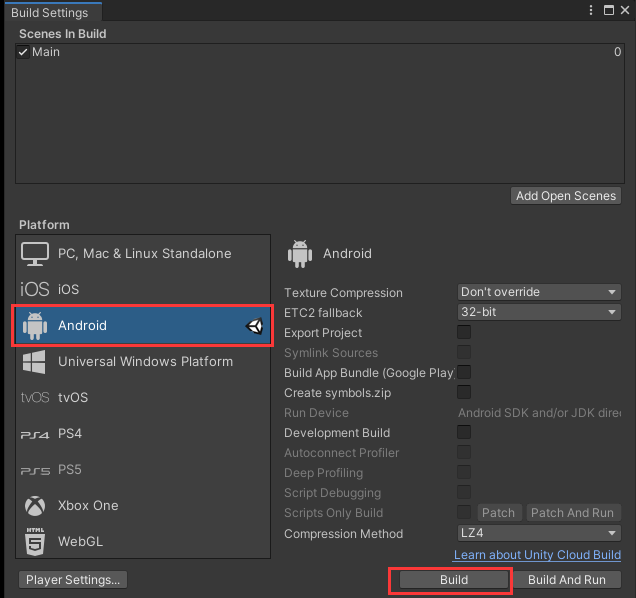 Build Settings
Scenes In Build
Main 0
Add Open Scenes
Platform
PC, Mac & Linux Standalone
iOS iOS
Android
Universal Windows Platform
tvOS tvOS
PS4 PS4
PS5 PS5
Xbox One
HTML 5 WebGL
Android
Texture Compression Don't override
ETC2 fallback 32-bit
Export Project
Symlink Sources
Build App Bundle (Google Play
Create symbols.zip
Run Device Android SDK and/or JDK direc
Development Build
Autoconnect Profiler
Deep Profiling
Script Debugging
Scripts Only Build Patch Patch And Run
Compression Method LZ4
Learn about Unity Cloud Build
Player Settings... Build Build And Run